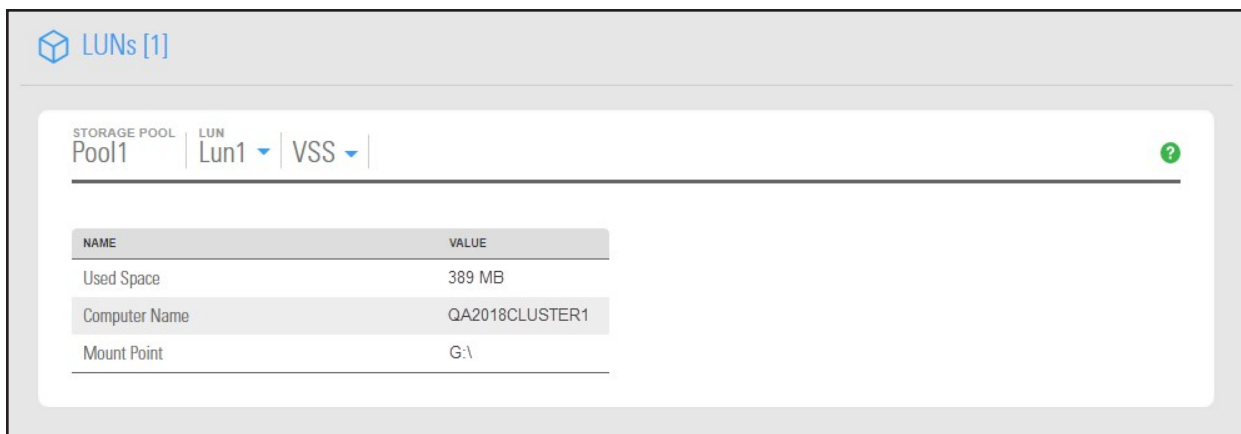 LUNs [1]
STORAGE POOL LUN
Pool1 Lun1 VSS
?
NAME VALUE
Used Space 389 MB
Computer Name QA2018CLUSTER1
Mount Point G:\